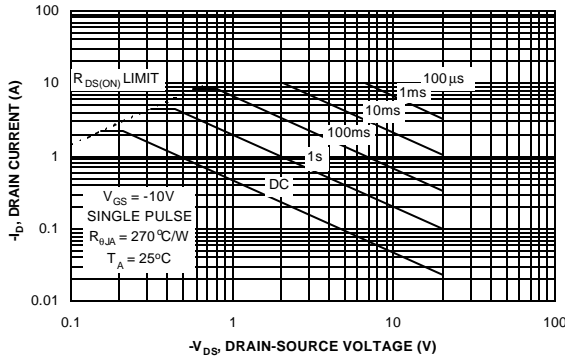 100
10
1
0.1
0.01
-I_D, DRAIN CURRENT (A)
R_DS(ON) LIMIT
100µs
1ms
10ms
100ms
1s
DC
V_GS = -10V
SINGLE PULSE
R_θJA = 270°C/W
T_A = 25°C
0.1 1 10 100
-V_DS, DRAIN-SOURCE VOLTAGE (V)